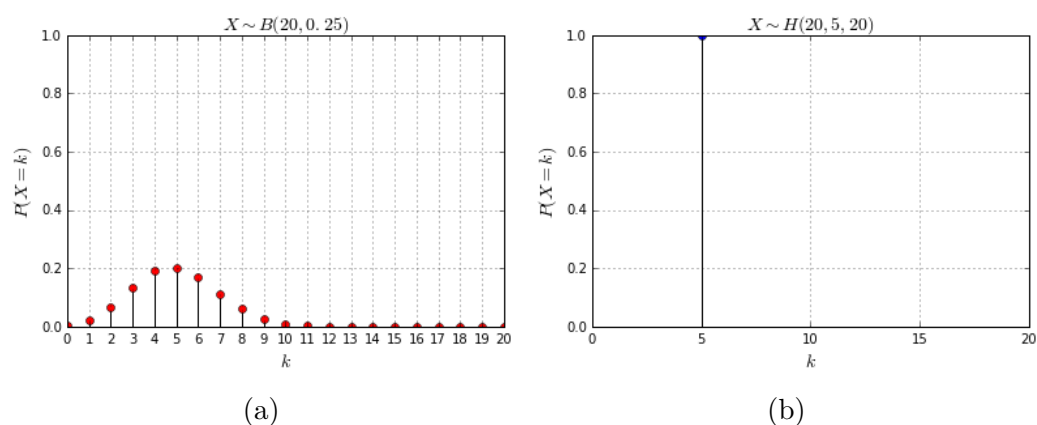 X ∼ B(20, 0.25)
1.0
0.8
0.6
0.4
0.2
0.0
P(X = k)
0 1 2 3 4 5 6 7 8 9 10 11 12 13 14 15 16 17 18 19 20
k
(a)
X ∼ H(20, 5, 20)
1.0
0.8
0.6
0.4
0.2
0.0
P(X = k)
0 5 10 15 20
k
(b)